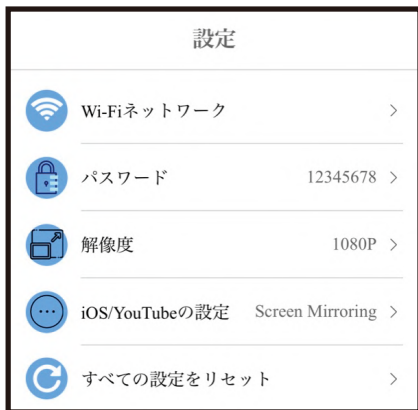 設定
Wi-Fiネットワーク
パスワード 12345678
解像度 1080P
iOS/YouTubeの設定 Screen Mirroring
すべての設定をリセット